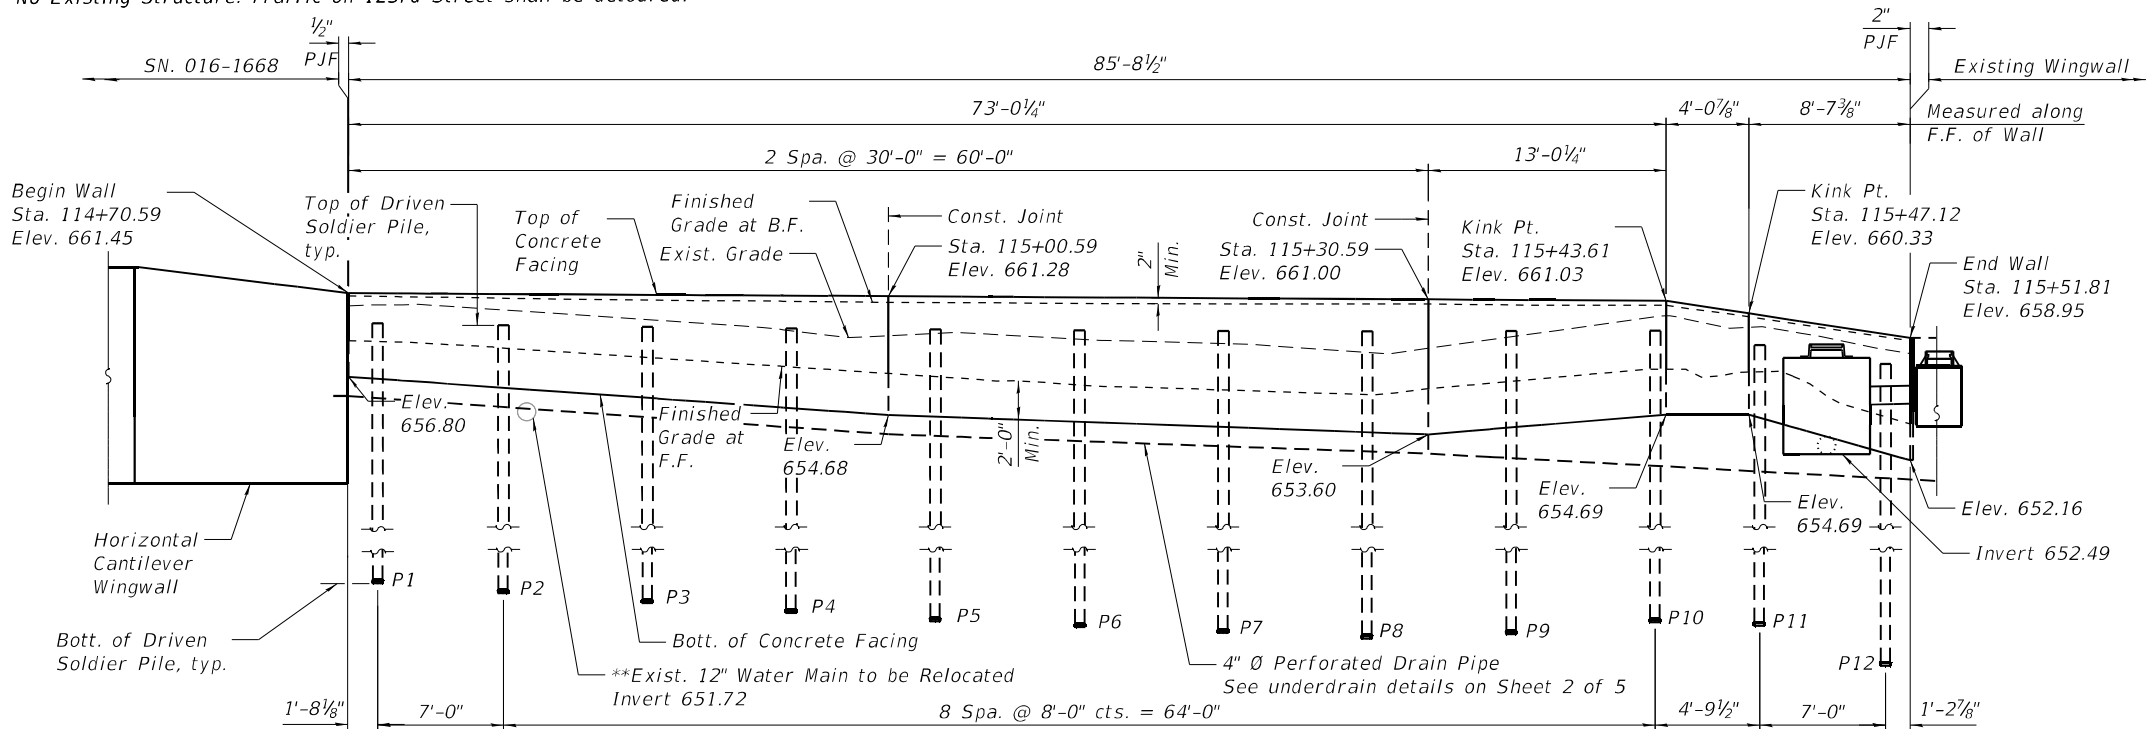 No Existing Structure. Traffic on 123rd Street shall be detoured.
½"
PJF
2"
PJF
SN. 016-1668
85'-8½"
Existing Wingwall
73'-0¼"
4'-0⅞"
8'-7⅜"
Measured along
F.F. of Wall
2 Spa. @ 30'-0" = 60'-0"
13'-0¼"
Begin Wall
Sta. 114+70.59
Elev. 661.45
Top of Driven
Soldier Pile,
typ.
Top of
Concrete
Facing
Finished
Grade at B.F.
Exist. Grade
Const. Joint
Sta. 115+00.59
Elev. 661.28
2"
Min.
Const. Joint
Sta. 115+30.59
Elev. 661.00
Kink Pt.
Sta. 115+43.61
Elev. 661.03
Kink Pt.
Sta. 115+47.12
Elev. 660.33
End Wall
Sta. 115+51.81
Elev. 658.95
Elev.
656.80
Finished
Grade at
F.F.
Elev.
654.68
2'-0"
Min.
Elev.
653.60
Elev.
654.69
Elev.
654.69
Elev. 652.16
Invert 652.49
Horizontal
Cantilever
Wingwall
P1
P2
P3
P4
P5
P6
P7
P8
P9
P10
P11
P12
Bott. of Driven
Soldier Pile, typ.
Bott. of Concrete Facing
**Exist. 12" Water Main to be Relocated
Invert 651.72
4" Ø Perforated Drain Pipe
See underdrain details on Sheet 2 of 5
1'-8⅛"
7'-0"
8 Spa. @ 8'-0" cts. = 64'-0"
4'-9½"
7'-0"
1'-2⅞"